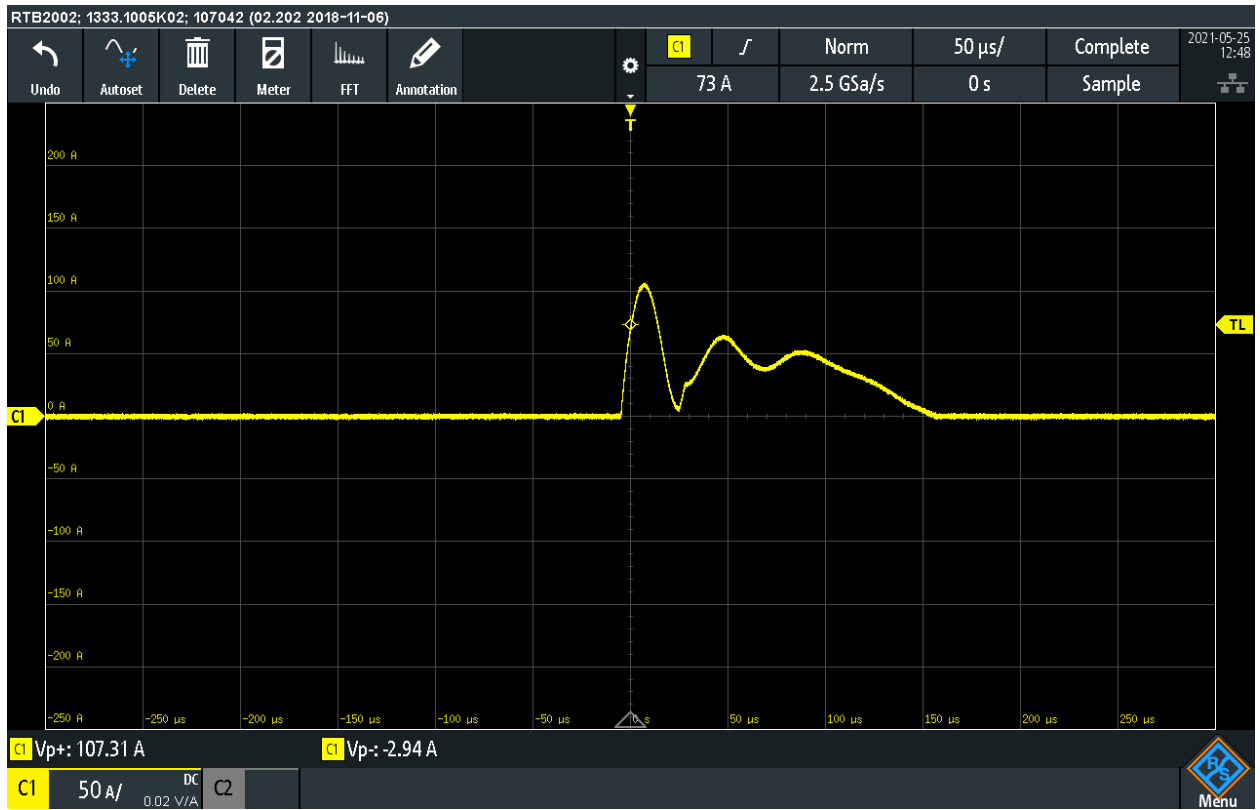 RTB2002; 1333.1005K02; 107042 (02.202 2018-11-06)
Undo Autoset Delete Meter FFT Annotation
C1 Norm 50 µs/ Complete
73 A 2.5 GSa/s 0 s Sample
2021-05-25
12:48
T
200 A
150 A
100 A
50 A
TL
0 A
C1
-50 A
-100 A
-150 A
-200 A
-250 A -250 µs -200 µs -150 µs -100 µs -50 µs 0 s 50 µs 100 µs 150 µs 200 µs 250 µs
C1 Vp+: 107.31 A C1 Vp-: -2.94 A
C1 50 A/ DC 0.02 V/A C2
R&S
Menu